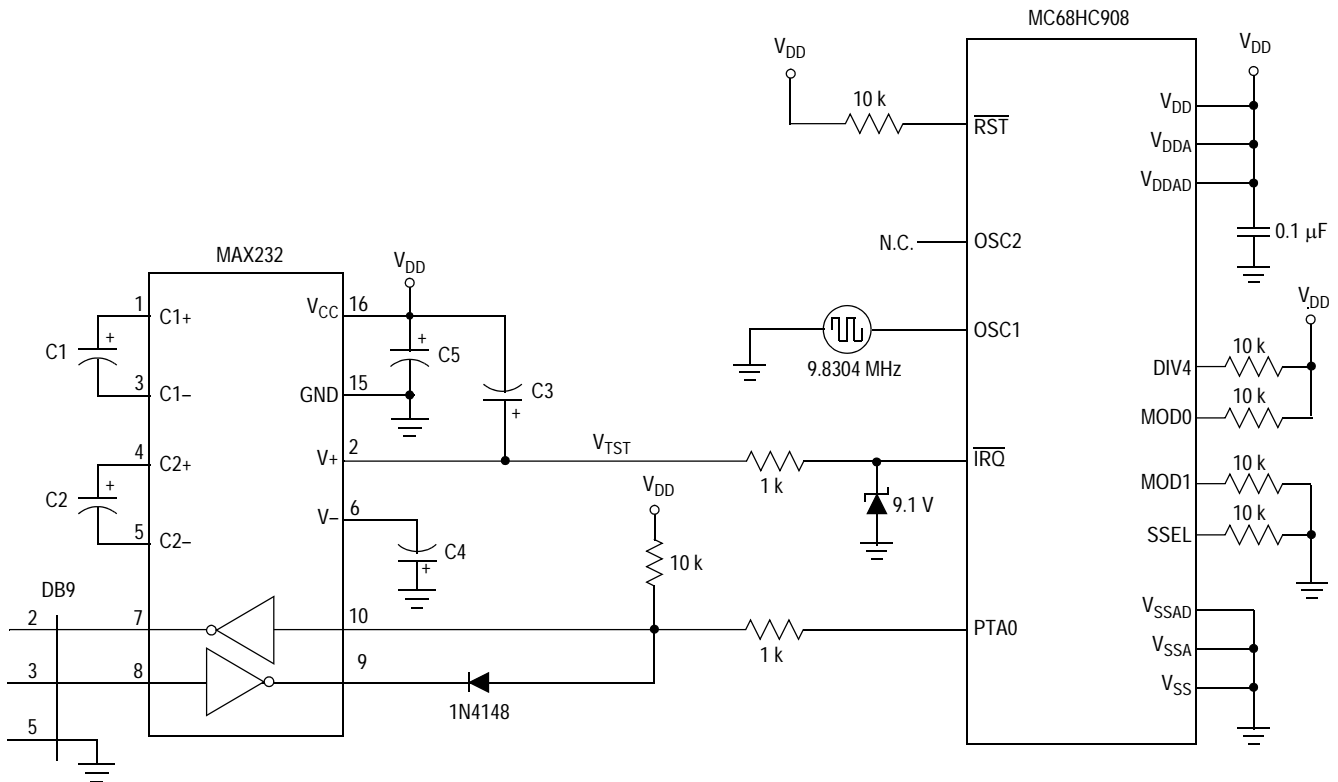 MC68HC908
V_DD
10 k
RST
V_DD
V_DD
V_DDA
V_DDAD
0.1 μF
N.C.
OSC2
OSC1
9.8304 MHz
V_DD
DIV4
10 k
MOD0
10 k
MOD1
10 k
SSEL
10 k
IRQ
V_TST
1 k
9.1 V
PTA0
1 k
V_SSAD
V_SSA
V_SS
MAX232
V_DD
1
C1+
V_CC
16
+
C1
+
C5
3
C1–
GND
15
C3
+
4
C2+
V+
2
C2
+
V_DD
5
C2–
V–
6
C4
+
10 k
DB9
2
7
10
3
8
9
1N4148
5